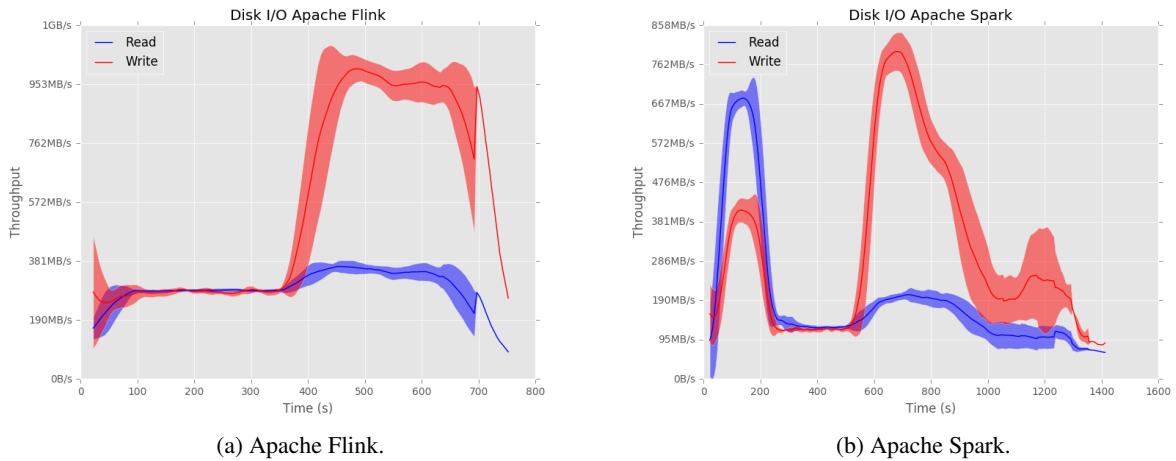 Disk I/O Apache Flink
1GB/s
953MB/s
762MB/s
572MB/s
381MB/s
190MB/s
0B/s
Throughput
Read
Write
0 100 200 300 400 500 600 700 800
Time (s)
(a) Apache Flink.
Disk I/O Apache Spark
858MB/s
762MB/s
667MB/s
572MB/s
476MB/s
381MB/s
286MB/s
190MB/s
95MB/s
0B/s
Throughput
Read
Write
0 200 400 600 800 1000 1200 1400 1600
Time (s)
(b) Apache Spark.